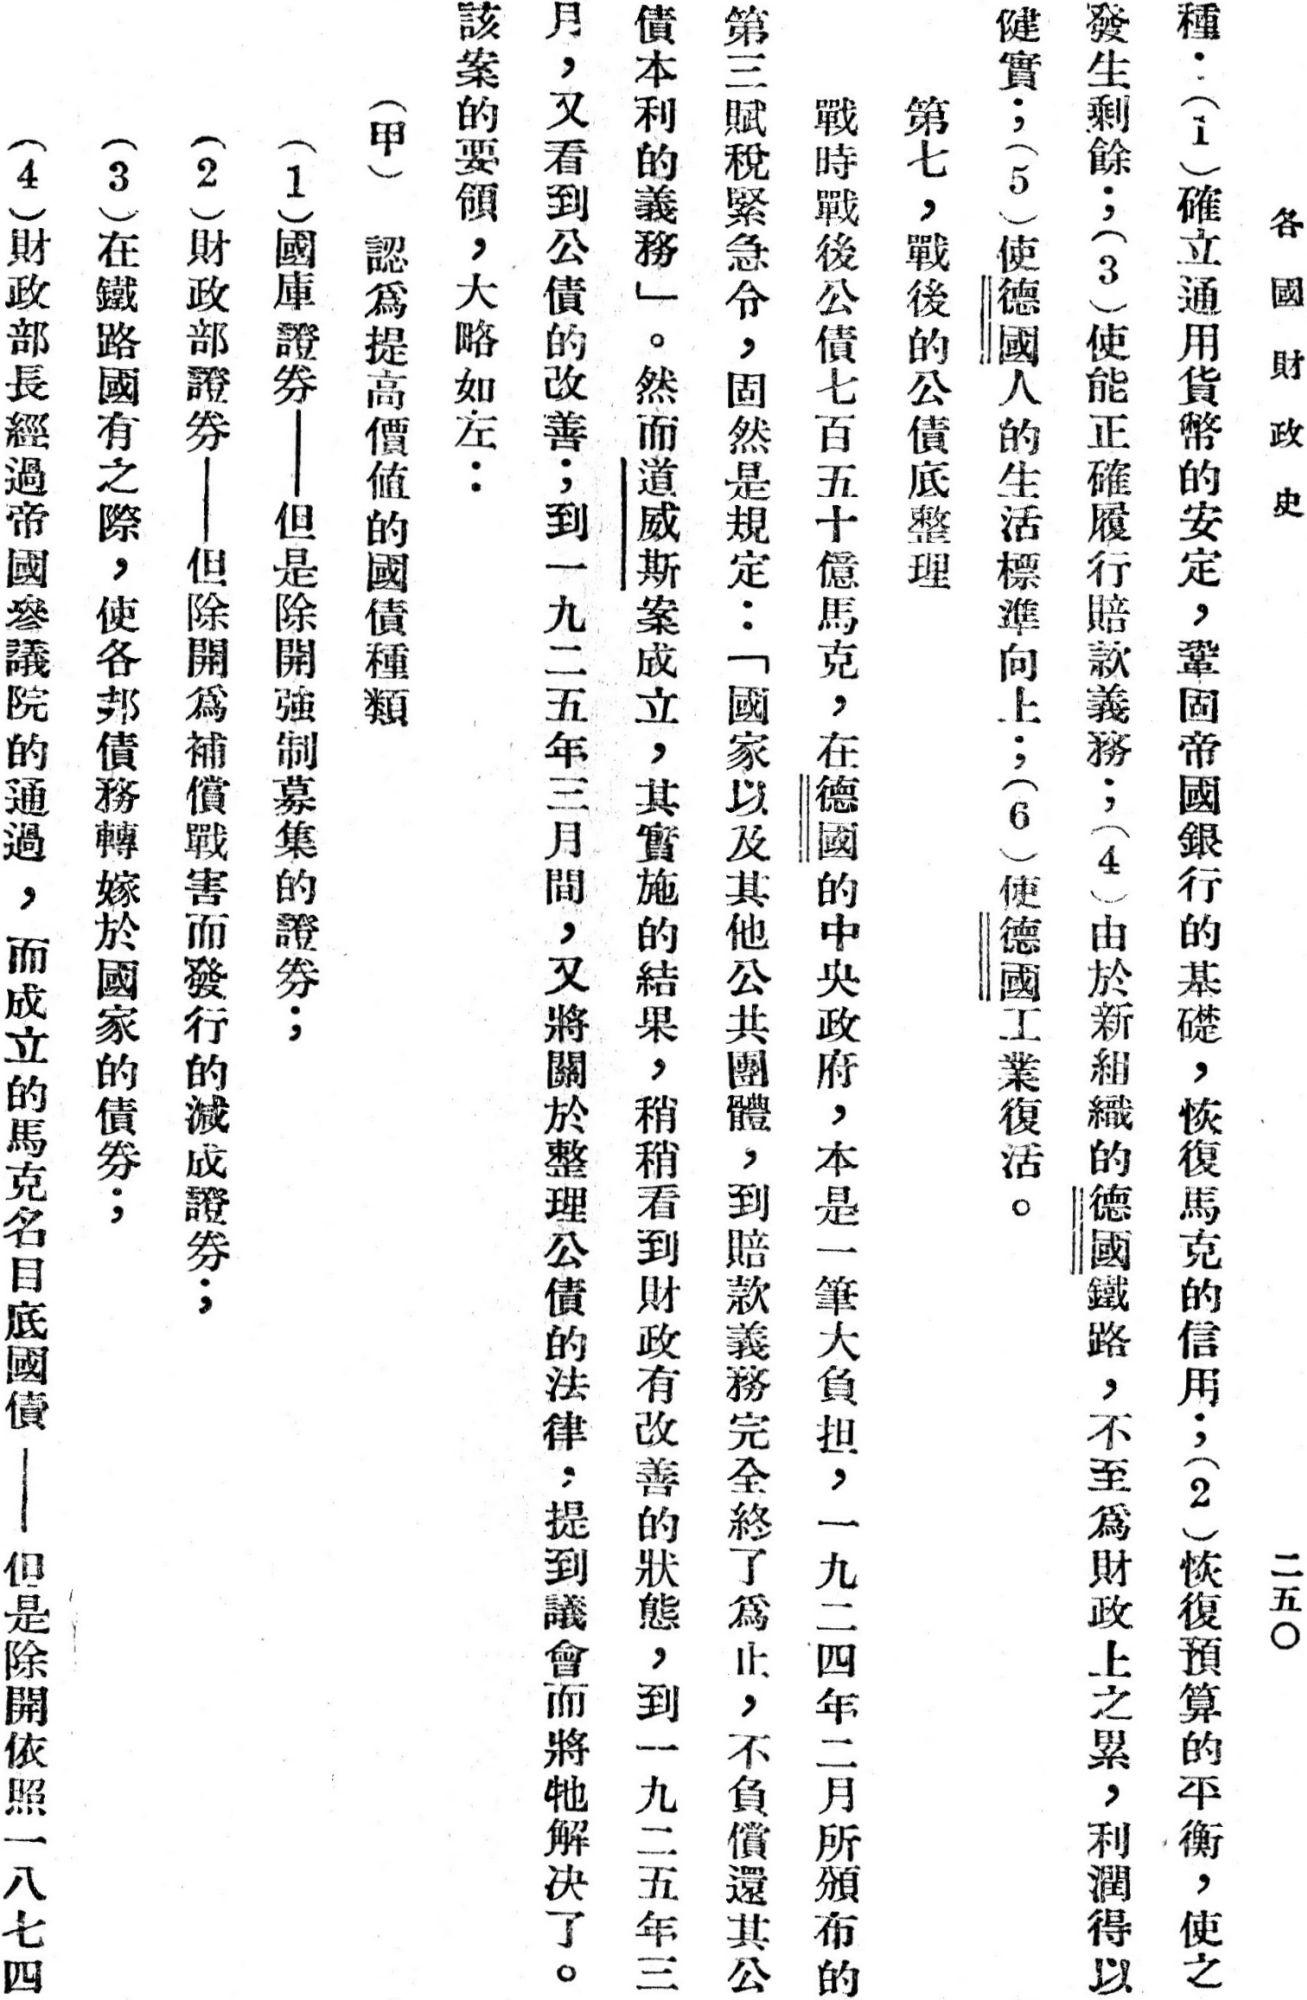 各國財政史
二五〇
種：（1）確立通用貨幣的安定，鞏固帝國銀行的基礎，恢復馬克的信用；（2）恢復預算的平衡，使之
發生剩餘；（3）使能正確履行賠款義務；（4）由於新組織的德國鐵路，不至爲財政上之累，利潤得以
健實；（5）使德國人的生活標準向上；（6）使德國工業復活。
第七，戰後的公債底整理
戰時戰後公債七百五十億馬克，在德國的中央政府，本是一筆大負担，一九二四年二月所頒布的
第三賦稅緊急令，固然是規定：「國家以及其他公共團體，到賠款義務完全終了爲止，不負償還其公
債本利的義務」。然而道威斯案成立，其實施的結果，稍稍看到財政有改善的狀態，到一九二五年三
月，又看到公債的改善；到一九二五年三月間，又將關於整理公債的法律，提到議會而將牠解決了。
該案的要領，大略如左：
（甲） 認爲提高價值的國債種類
（1）國庫證券——但是除開強制募集的證券；
（2）財政部證券——但除開爲補償戰害而發行的減成證券；
（3）在鐵路國有之際，使各邦債務轉嫁於國家的債券；
（4）財政部長經過帝國參議院的通過，而成立的馬克名目底國債——但是除開依照一八七四